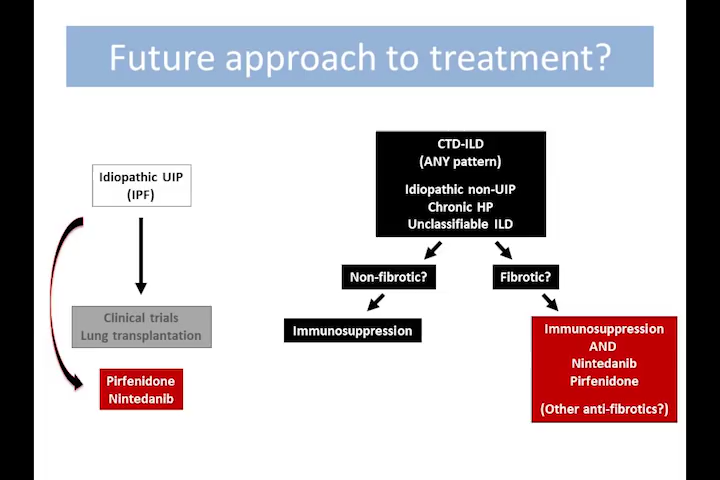 Future approach to treatment?
Idiopathic UIP
(IPF)
Clinical trials
Lung transplantation
Pirfenidone
Nintedanib
CTD-ILD
(ANY pattern)
Idiopathic non-UIP
Chronic HP
Unclassifiable ILD
Non-fibrotic?
Fibrotic?
Immunosuppression
Immunosuppression
AND
Nintedanib
Pirfenidone
(Other anti-fibrotics?)